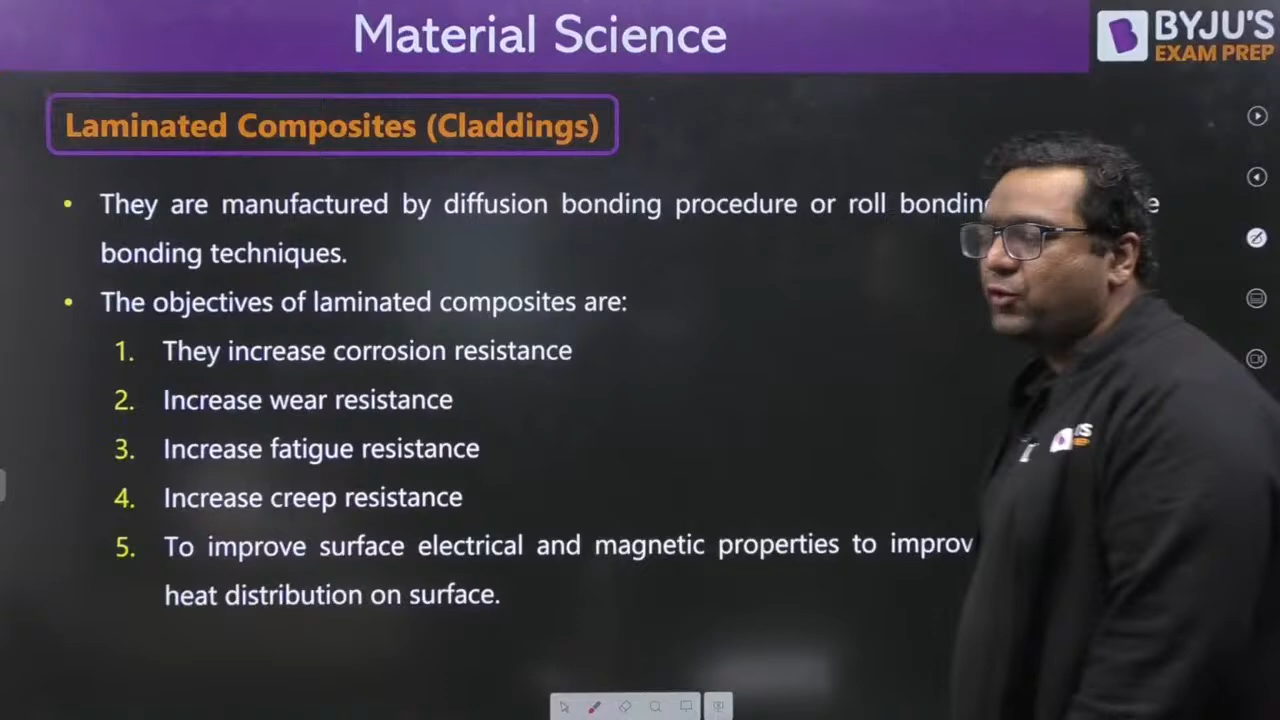 Material Science
BYJU'S
EXAM PREP
Laminated Composites (Claddings)
• They are manufactured by diffusion bonding procedure or roll bonding
bonding techniques.
• The objectives of laminated composites are:
1. They increase corrosion resistance
2. Increase wear resistance
3. Increase fatigue resistance
4. Increase creep resistance
5. To improve surface electrical and magnetic properties to improv
heat distribution on surface.